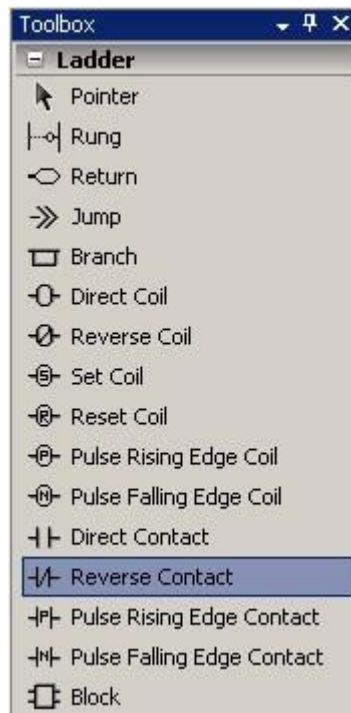 Toolbox
Ladder
Pointer
Rung
Return
Jump
Branch
Direct Coil
Reverse Coil
S Set Coil
R Reset Coil
P Pulse Rising Edge Coil
N Pulse Falling Edge Coil
Direct Contact
Reverse Contact
P Pulse Rising Edge Contact
N Pulse Falling Edge Contact
Block